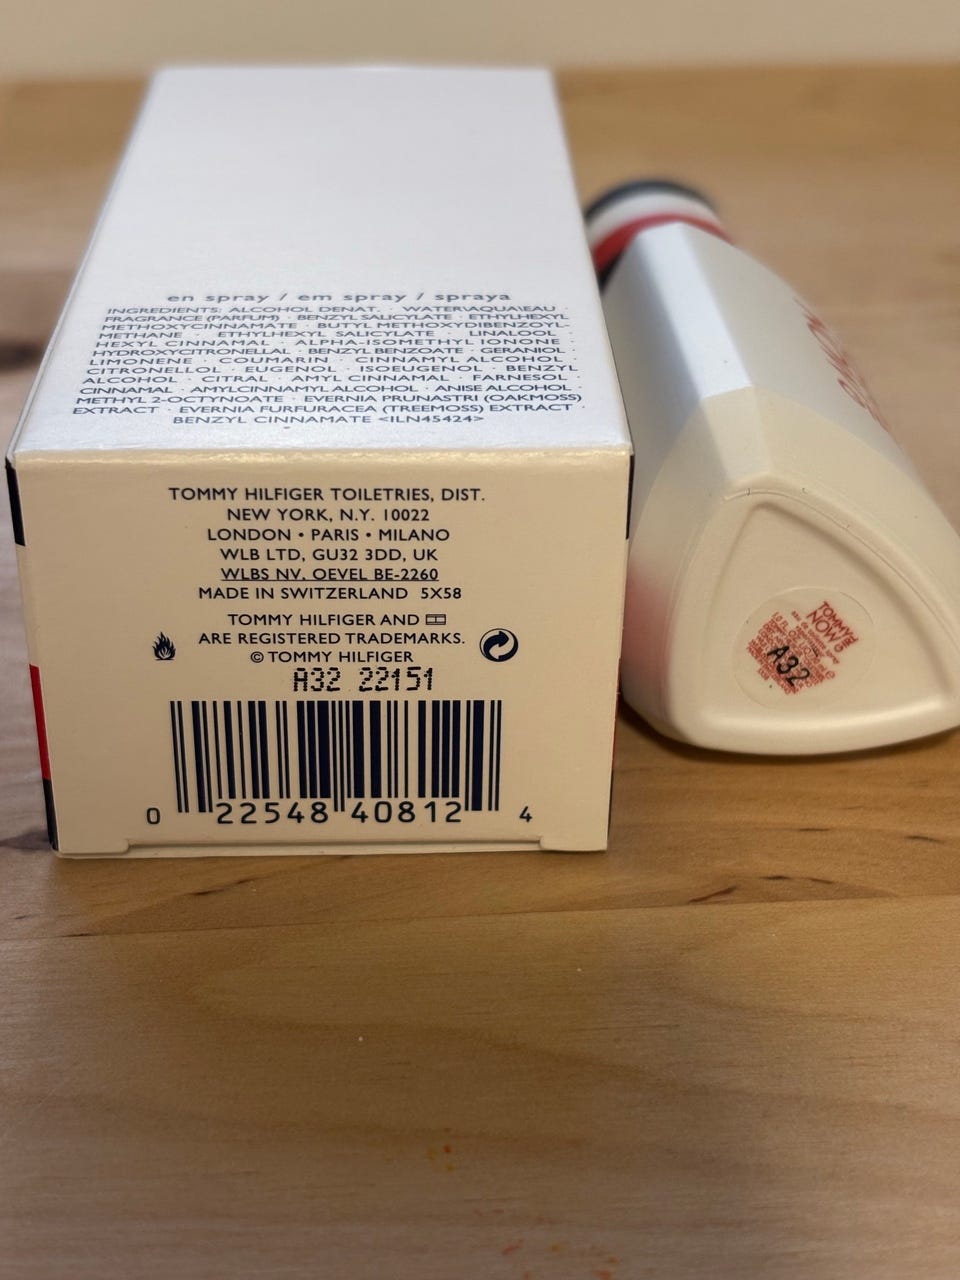 en spray / em spray / spraya
INGREDIENTS: ALCOHOL DENAT. · WATER\AQUA\EAU ·
FRAGRANCE (PARFUM) · BENZYL SALICYLATE · ETHYLHEXYL
METHOXYCINNAMATE · BUTYL METHOXYDIBENZOYL-
METHANE · ETHYLHEXYL SALICYLATE · LINALOOL ·
HEXYL CINNAMAL · ALPHA-ISOMETHYL IONONE ·
HYDROXYCITRONELLAL · BENZYL BENZOATE · GERANIOL ·
LIMONENE · COUMARIN · CINNAMYL ALCOHOL ·
CITRONELLOL · EUGENOL · ISOEUGENOL · BENZYL
ALCOHOL · CITRAL · AMYL CINNAMAL · FARNESOL ·
CINNAMAL · AMYLCINNAMYL ALCOHOL · ANISE ALCOHOL ·
METHYL 2-OCTYNOATE · EVERNIA PRUNASTRI (OAKMOSS)
EXTRACT · EVERNIA FURFURACEA (TREEMOSS) EXTRACT ·
BENZYL CINNAMATE <ILN45424>
TOMMY HILFIGER TOILETRIES, DIST.
NEW YORK, N.Y. 10022
LONDON • PARIS • MILANO
WLB LTD, GU32 3DD, UK
WLBS NV, OEVEL BE-2260
MADE IN SWITZERLAND 5X58
TOMMY HILFIGER AND
ARE REGISTERED TRADEMARKS.
© TOMMY HILFIGER
A32 22151
0 22548 40812 4
TOMMY
NOW
A32